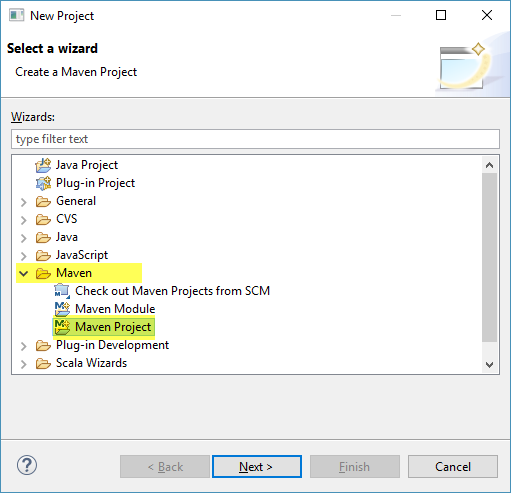 New Project
Select a wizard
Create a Maven Project
Wizards:
type filter text
Java Project
Plug-in Project
General
CVS
Java
JavaScript
Maven
Check out Maven Projects from SCM
Maven Module
Maven Project
Plug-in Development
Scala Wizards
? < Back Next > Finish Cancel